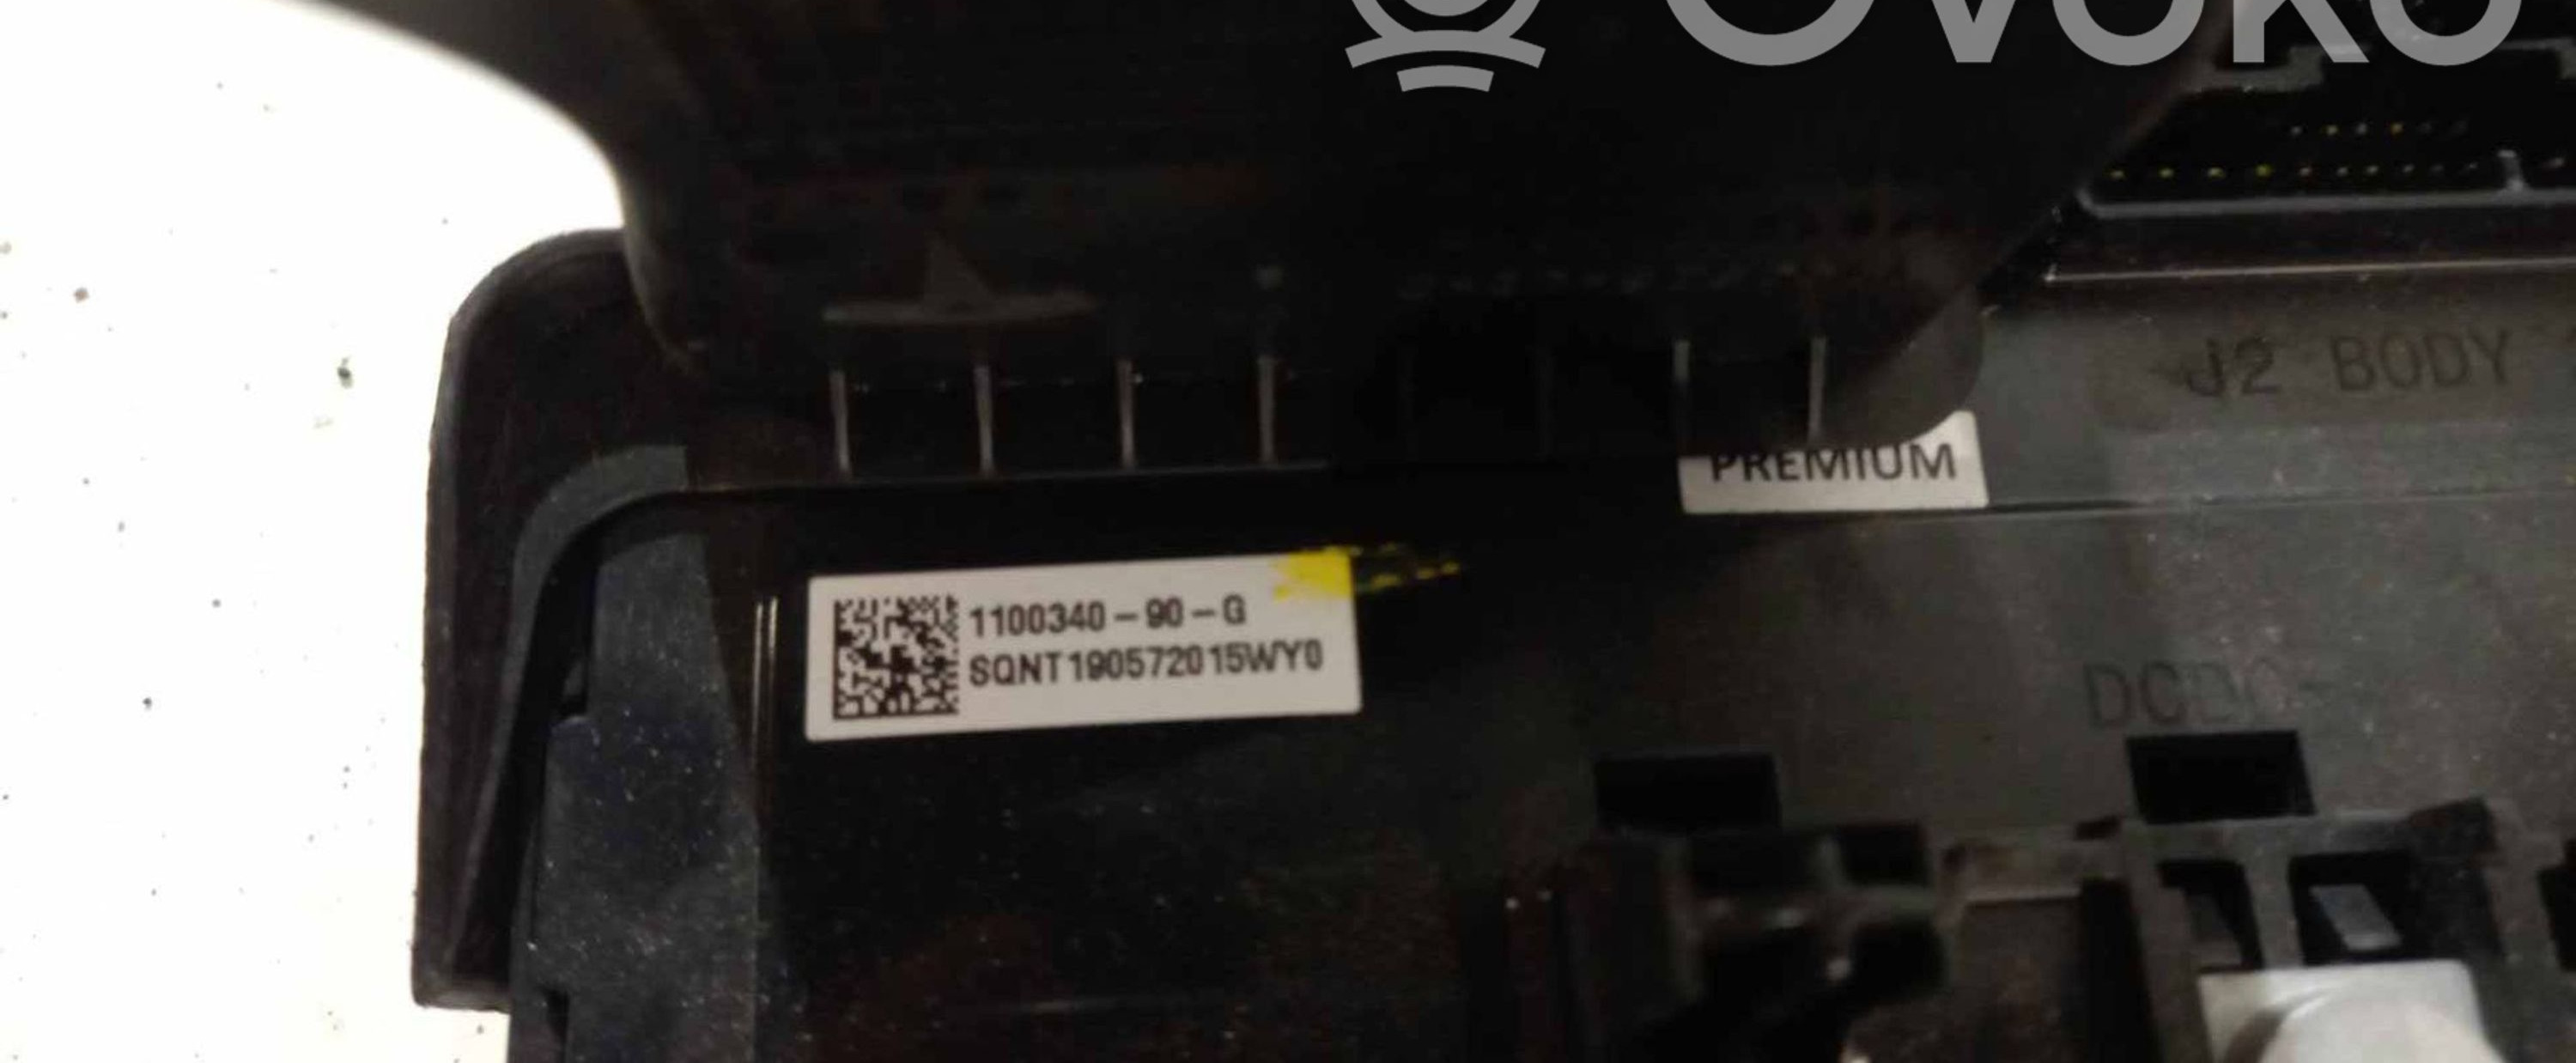 OVOKO
J2 BODY
PREMIUM
1100340-90-G
SQNT190572015WY0